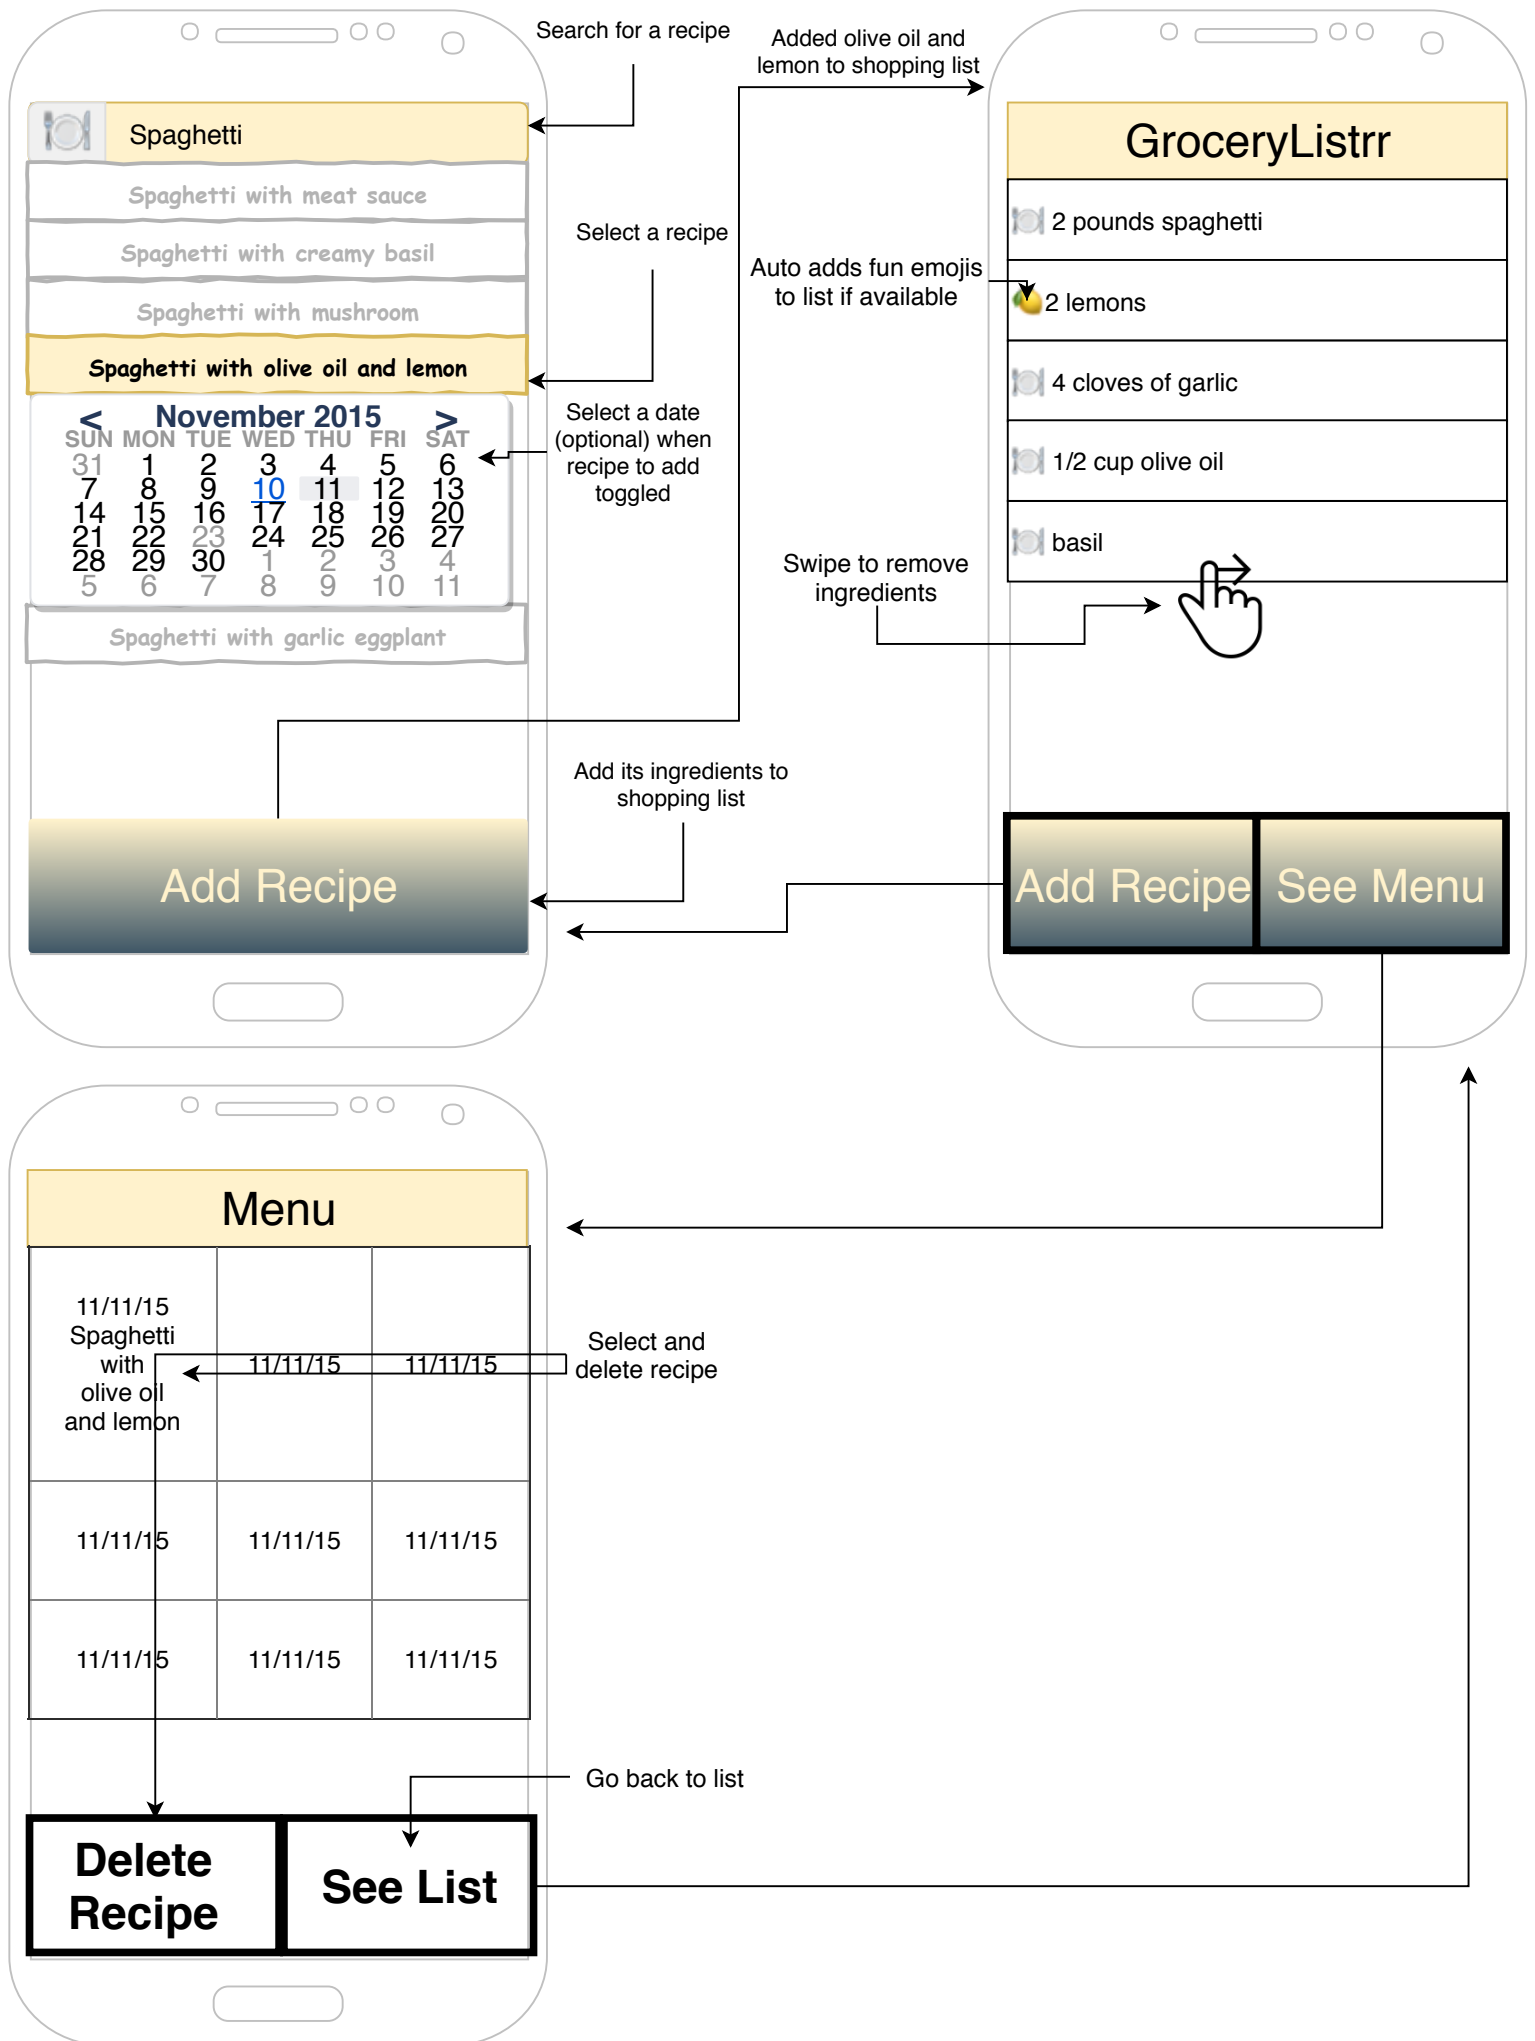 Search for a recipe
Spaghetti
Spaghetti with meat sauce
Spaghetti with creamy basil
Spaghetti with mushroom
Spaghetti with olive oil and lemon
Select a recipe
< November 2015 >
SUN MON TUE WED THU FRI SAT
31 1 2 3 4 5 6
7 8 9 10 11 12 13
14 15 16 17 18 19 20
21 22 23 24 25 26 27
28 29 30 1 2 3 4
5 6 7 8 9 10 11
Select a date
(optional) when
recipe to add
toggled
Spaghetti with garlic eggplant
Add its ingredients to
shopping list
Add Recipe
Added olive oil and
lemon to shopping list
GroceryListrr
2 pounds spaghetti
Auto adds fun emojis
to list if available
2 lemons
4 cloves of garlic
1/2 cup olive oil
basil
Swipe to remove
ingredients
Add Recipe
See Menu
Menu
11/11/15
Spaghetti
with
olive oil
and lemon
11/11/15
11/11/15
Select and
delete recipe
11/11/15
11/11/15
11/11/15
11/11/15
11/11/15
11/11/15
Go back to list
Delete
Recipe
See List